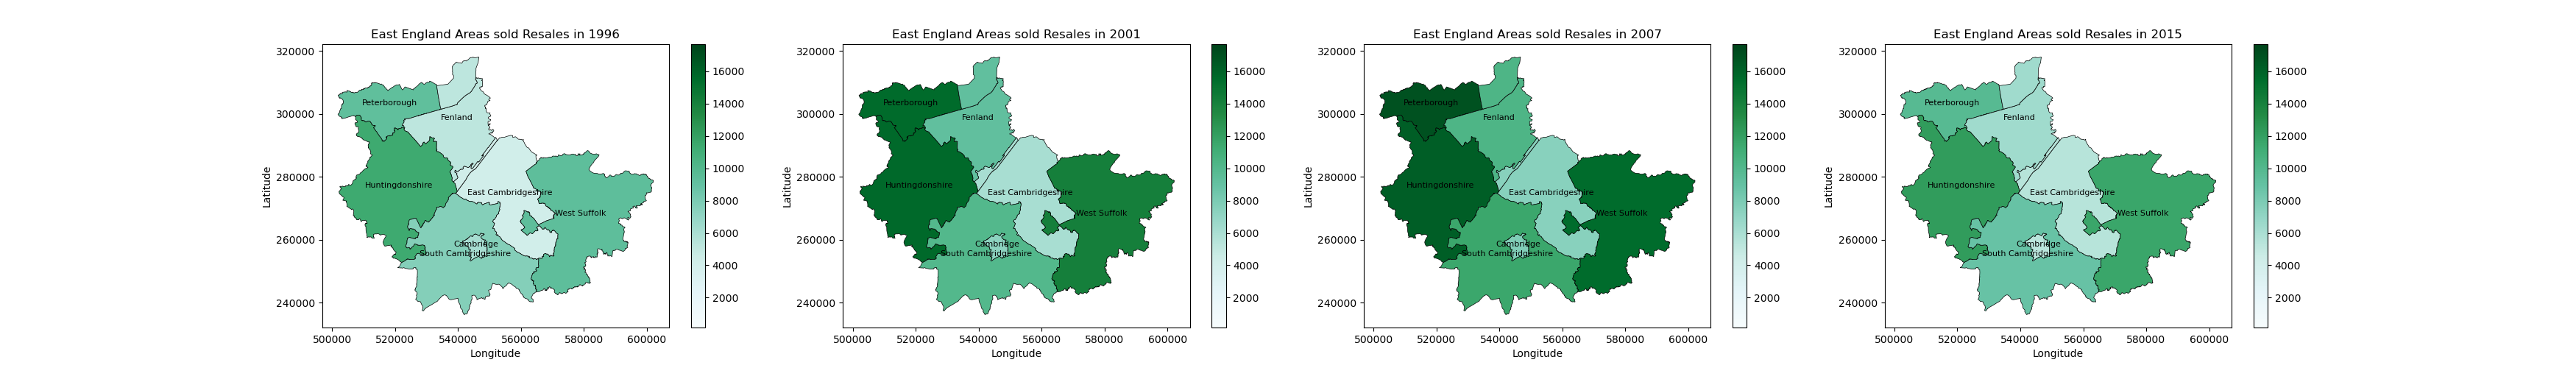 East England Areas sold Resales in 1996
320000
300000
280000
260000
240000
Latitude
500000 520000 540000 560000 580000 600000
Longitude
Peterborough
Fenland
Huntingdonshire
East Cambridgeshire
West Suffolk
Cambridge
South Cambridgeshire
16000
14000
12000
10000
8000
6000
4000
2000
East England Areas sold Resales in 2001
320000
300000
280000
260000
240000
Latitude
500000 520000 540000 560000 580000 600000
Longitude
Peterborough
Fenland
Huntingdonshire
East Cambridgeshire
West Suffolk
Cambridge
South Cambridgeshire
16000
14000
12000
10000
8000
6000
4000
2000
East England Areas sold Resales in 2007
320000
300000
280000
260000
240000
Latitude
500000 520000 540000 560000 580000 600000
Longitude
Peterborough
Fenland
Huntingdonshire
East Cambridgeshire
West Suffolk
Cambridge
South Cambridgeshire
16000
14000
12000
10000
8000
6000
4000
2000
East England Areas sold Resales in 2015
320000
300000
280000
260000
240000
Latitude
500000 520000 540000 560000 580000 600000
Longitude
Peterborough
Fenland
Huntingdonshire
East Cambridgeshire
West Suffolk
Cambridge
South Cambridgeshire
16000
14000
12000
10000
8000
6000
4000
2000